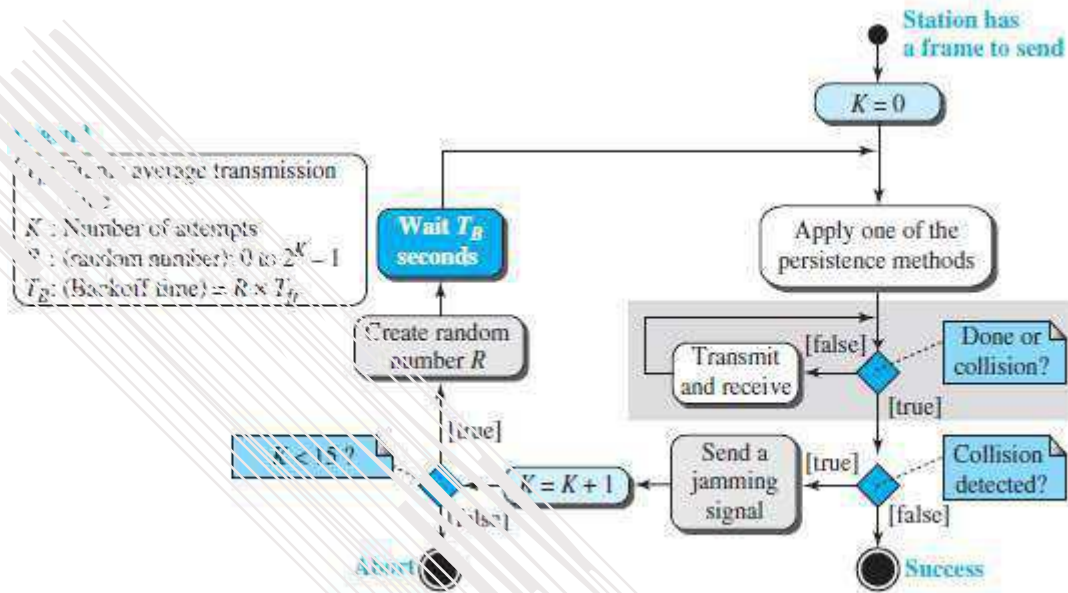 Station has
a frame to send
K = 0
average transmission
K : Number of attempts
: (random number): 0 to 2^K – 1
T_B: (Backoff time) = R × T_fr
Wait T_B
seconds
Apply one of the
persistence methods
Create random
number R
[false]
Transmit
and receive
Done or
collision?
[true]
[true]
K < 15 ?
K = K + 1
Send a
jamming
signal
[true]
Collision
detected?
[false]
[false]
Abort
Success